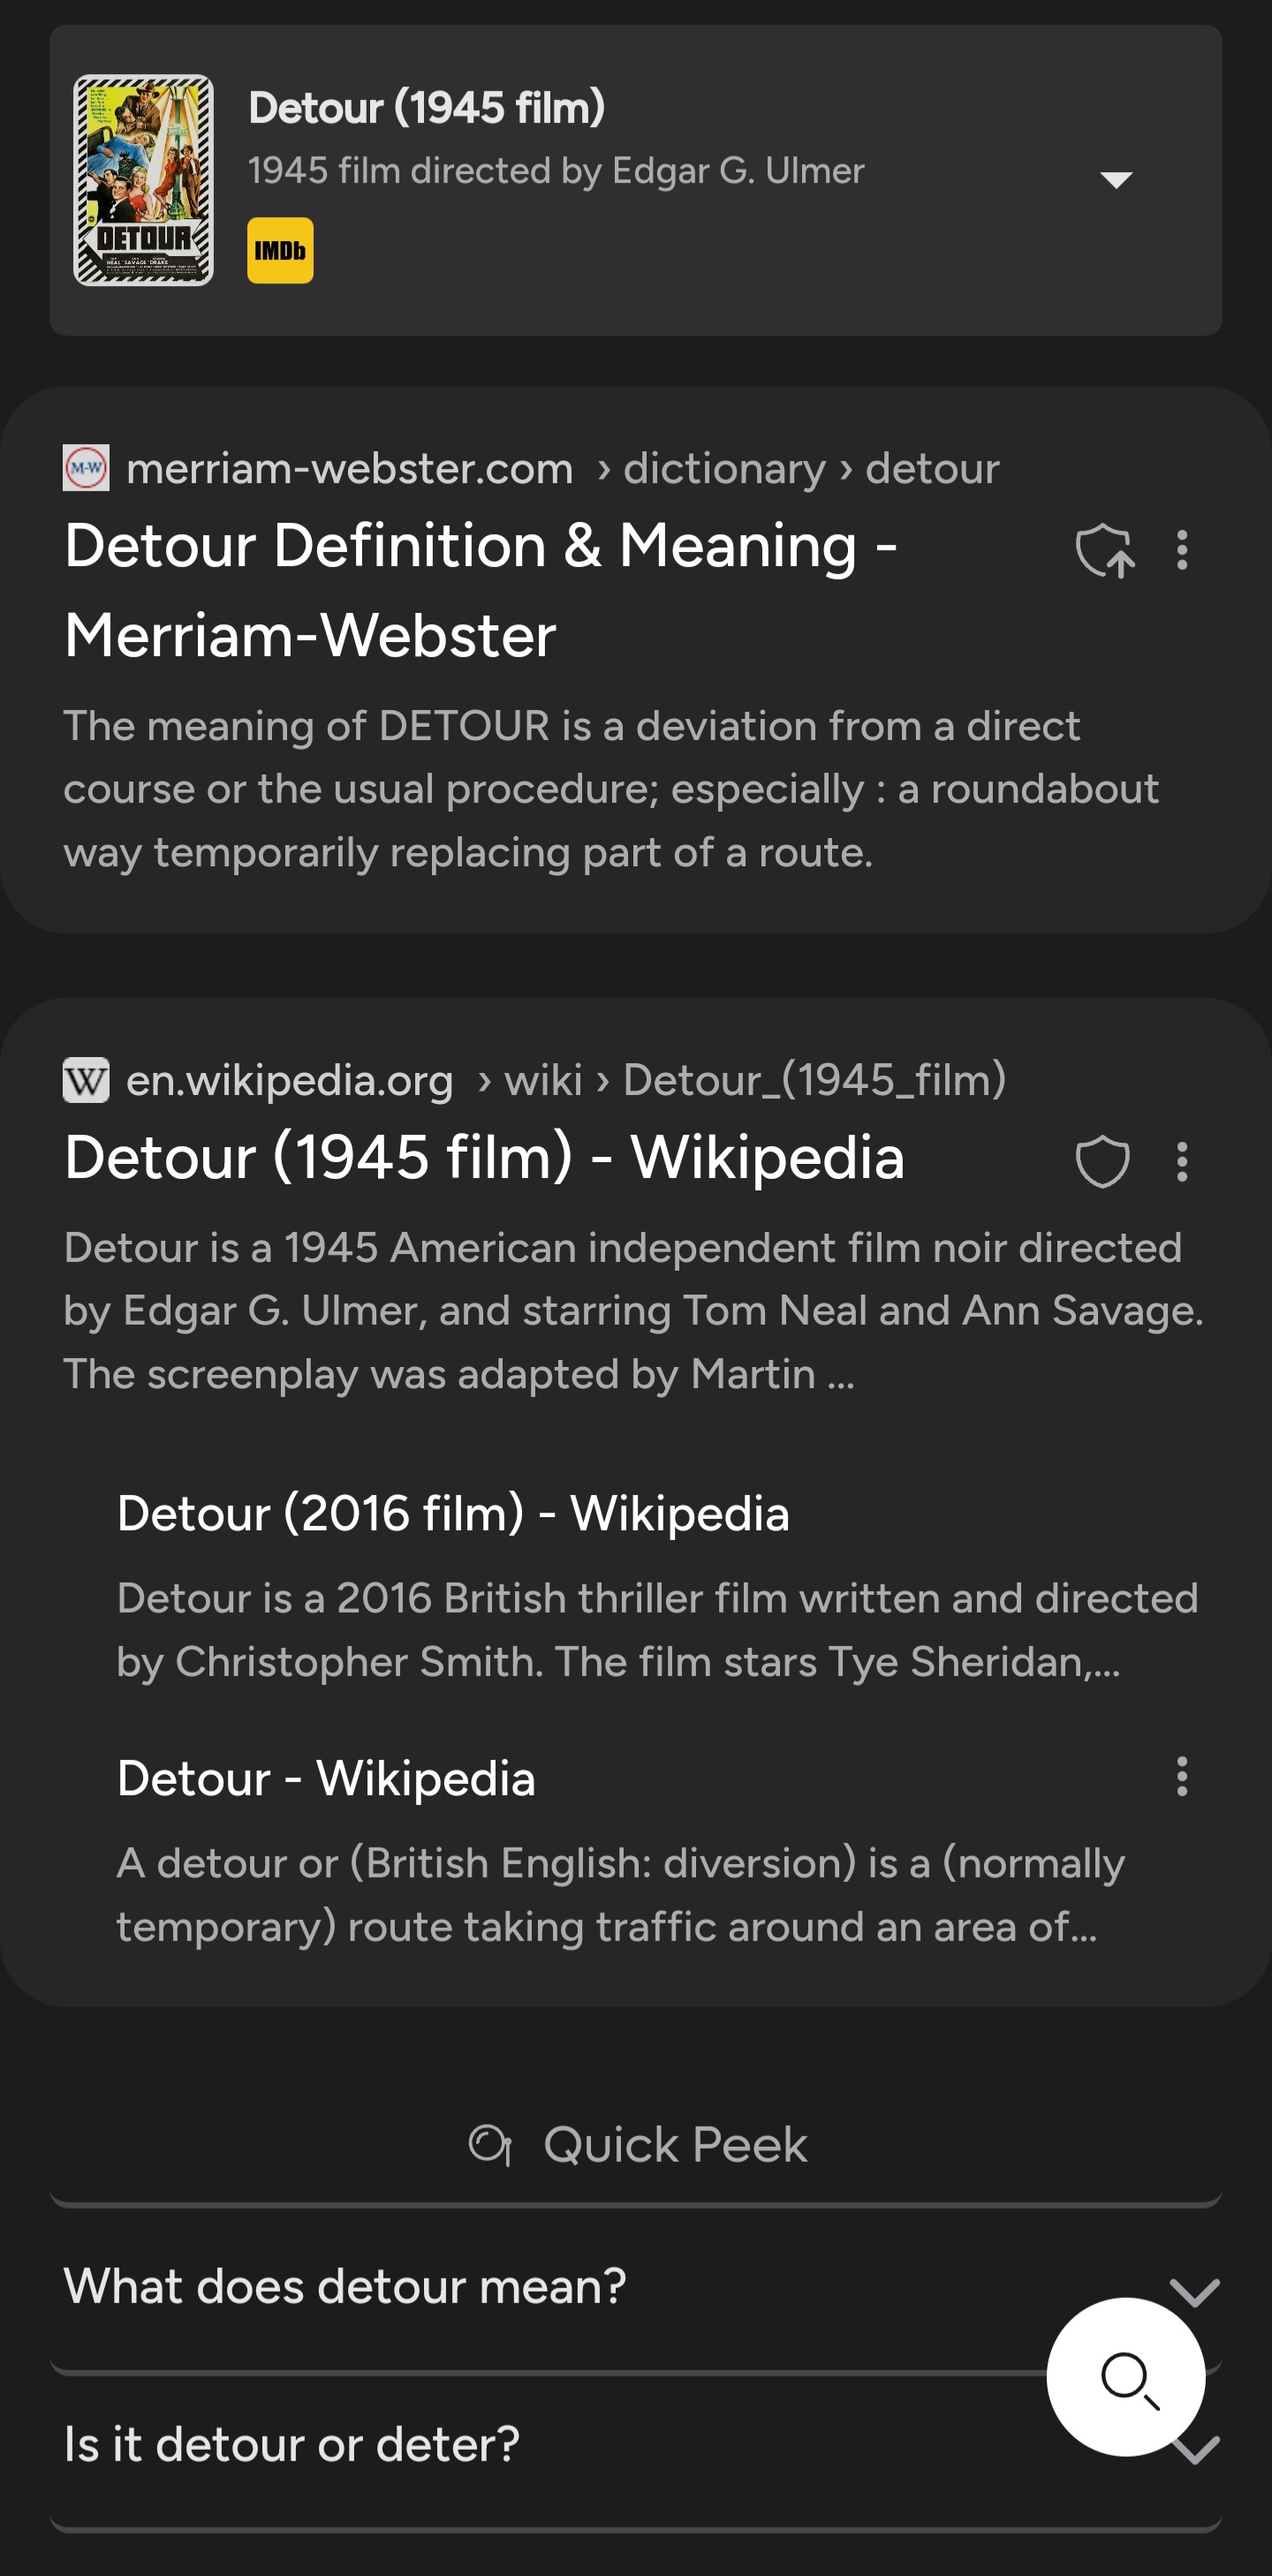 Detour (1945 film)
1945 film directed by Edgar G. Ulmer
DETOUR
NEAL SAVAGE DRAKE
IMDb
M-W
merriam-webster.com › dictionary › detour
Detour Definition & Meaning -
Merriam-Webster
The meaning of DETOUR is a deviation from a direct
course or the usual procedure; especially : a roundabout
way temporarily replacing part of a route.
W
en.wikipedia.org › wiki › Detour_(1945_film)
Detour (1945 film) - Wikipedia
Detour is a 1945 American independent film noir directed
by Edgar G. Ulmer, and starring Tom Neal and Ann Savage.
The screenplay was adapted by Martin ...
Detour (2016 film) - Wikipedia
Detour is a 2016 British thriller film written and directed
by Christopher Smith. The film stars Tye Sheridan,...
Detour - Wikipedia
A detour or (British English: diversion) is a (normally
temporary) route taking traffic around an area of...
Quick Peek
What does detour mean?
Is it detour or deter?